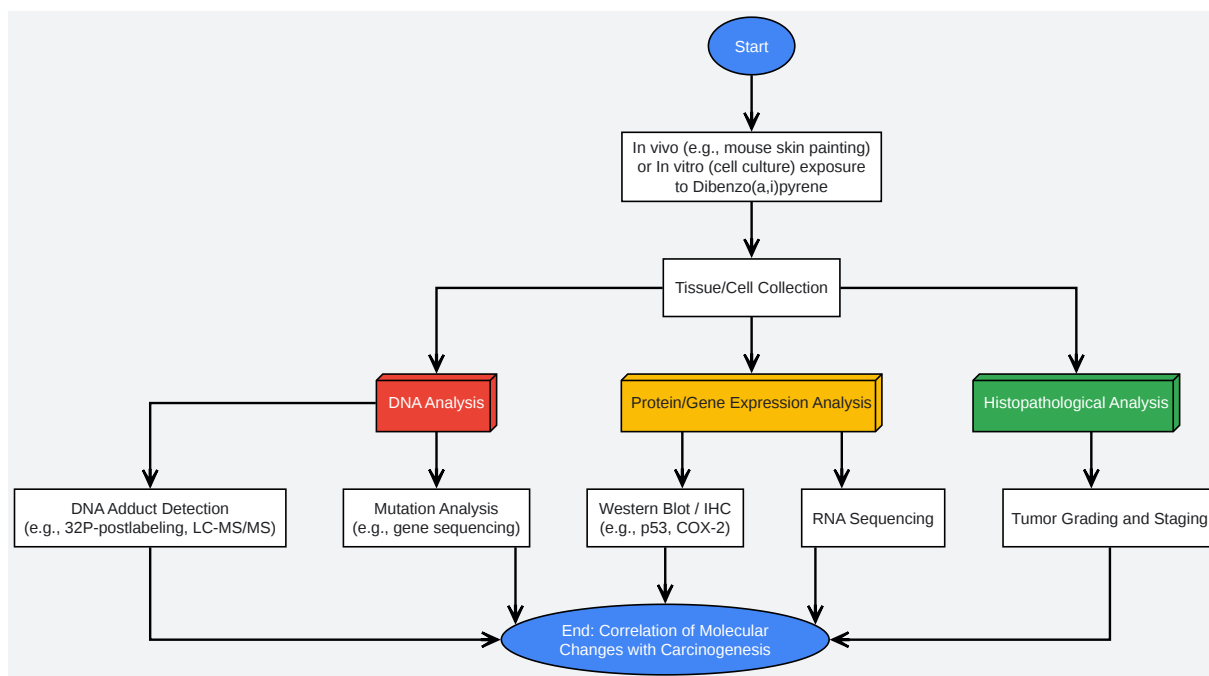 Start
In vivo (e.g., mouse skin painting)
or In vitro (cell culture) exposure
to Dibenzo(a,i)pyrene
Tissue/Cell Collection
DNA Analysis
Protein/Gene Expression Analysis
Histopathological Analysis
DNA Adduct Detection
(e.g., 32P-postlabeling, LC-MS/MS)
Mutation Analysis
(e.g., gene sequencing)
Western Blot / IHC
(e.g., p53, COX-2)
RNA Sequencing
Tumor Grading and Staging
End: Correlation of Molecular
Changes with Carcinogenesis